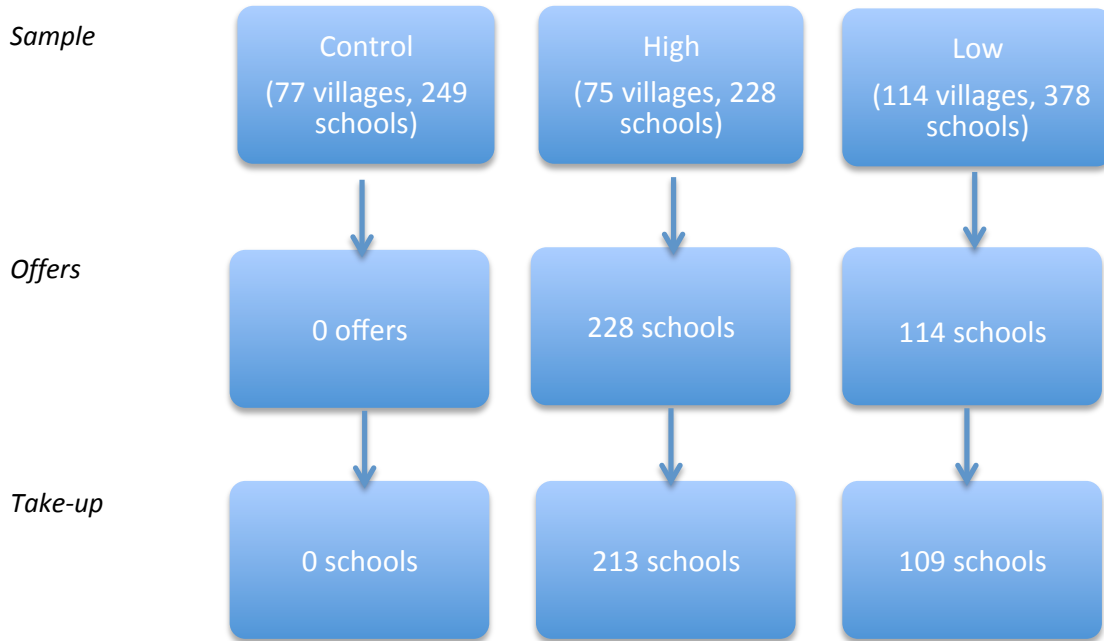 Sample
Control
(77 villages, 249
schools)
High
(75 villages, 228
schools)
Low
(114 villages, 378
schools)
Offers
0 offers
228 schools
114 schools
Take-up
0 schools
213 schools
109 schools